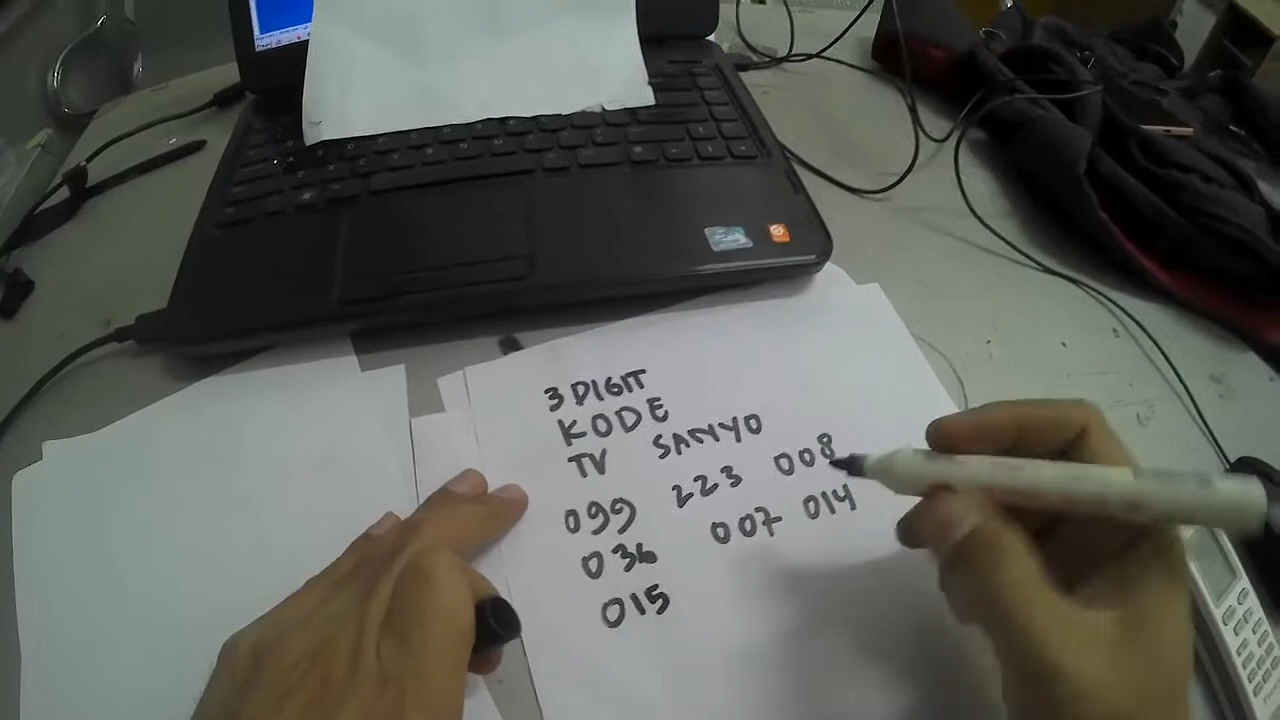 3 DIGIT
KODE
TV SANYO
099 223 008
036 007 014
015